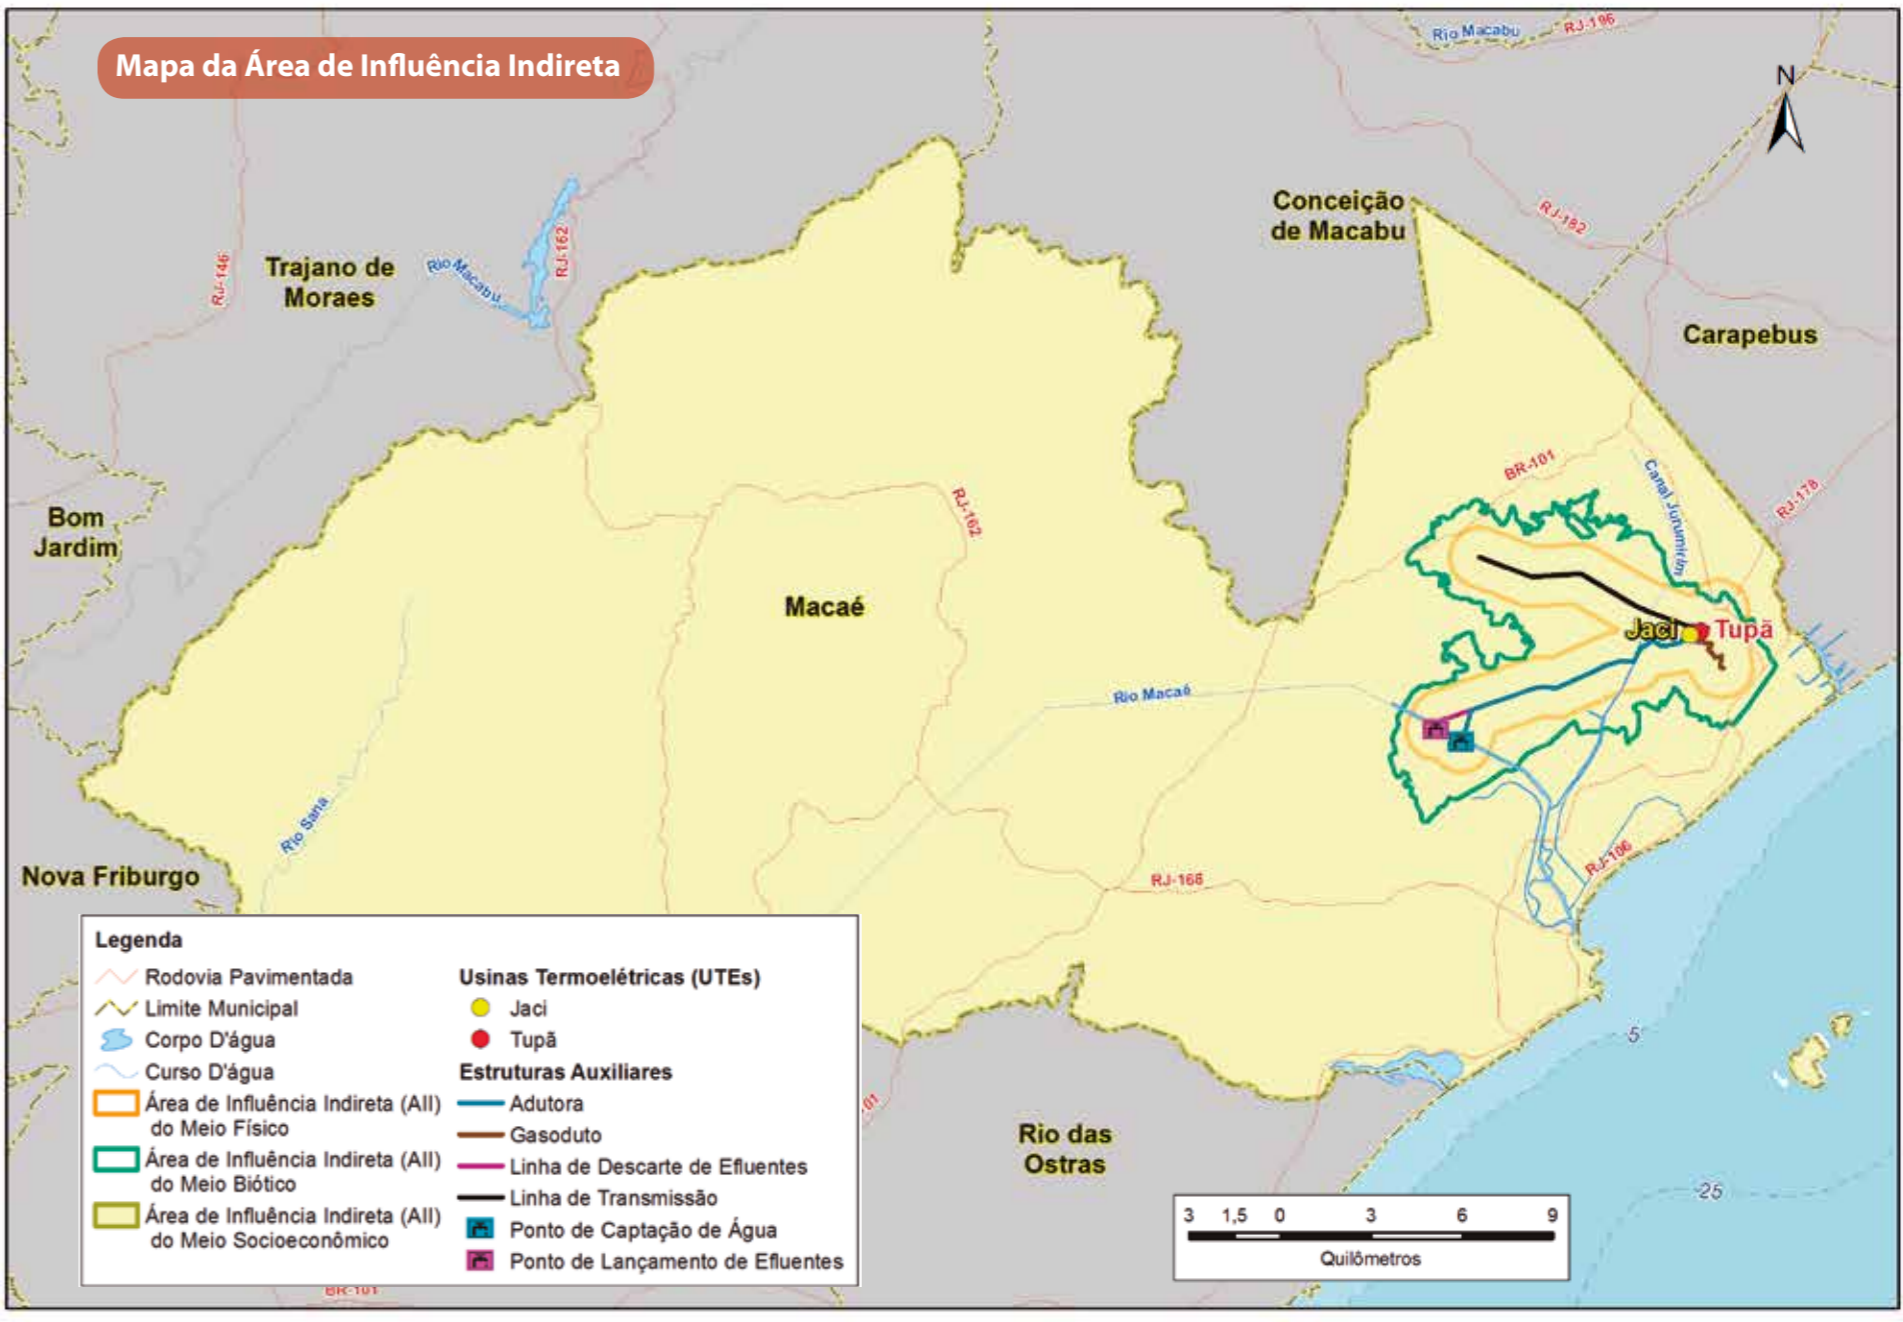 Mapa da Área de Influência Indireta
Rio Macabu
RJ-196
N
Conceição
de Macabu
RJ-182
RJ-146
Trajano de
Moraes
Rio Macabu
RJ-162
Carapebus
BR-101
Canal Jurumirim
RJ-178
Bom
Jardim
RJ-162
Macaé
Jaci
Tupã
Rio Macaé
Rio Sana
Nova Friburgo
RJ-168
RJ-106
Legenda
Rodovia Pavimentada
Limite Municipal
Corpo D'água
Curso D'água
Área de Influência Indireta (AII)
do Meio Físico
Área de Influência Indireta (AII)
do Meio Biótico
Área de Influência Indireta (AII)
do Meio Socioeconômico
Usinas Termoelétricas (UTEs)
Jaci
Tupã
Estruturas Auxiliares
Adutora
Gasoduto
Linha de Descarte de Efluentes
Linha de Transmissão
Ponto de Captação de Água
Ponto de Lançamento de Efluentes
01
BR-101
Rio das
Ostras
5
25
3 1,5 0 3 6 9
Quilômetros